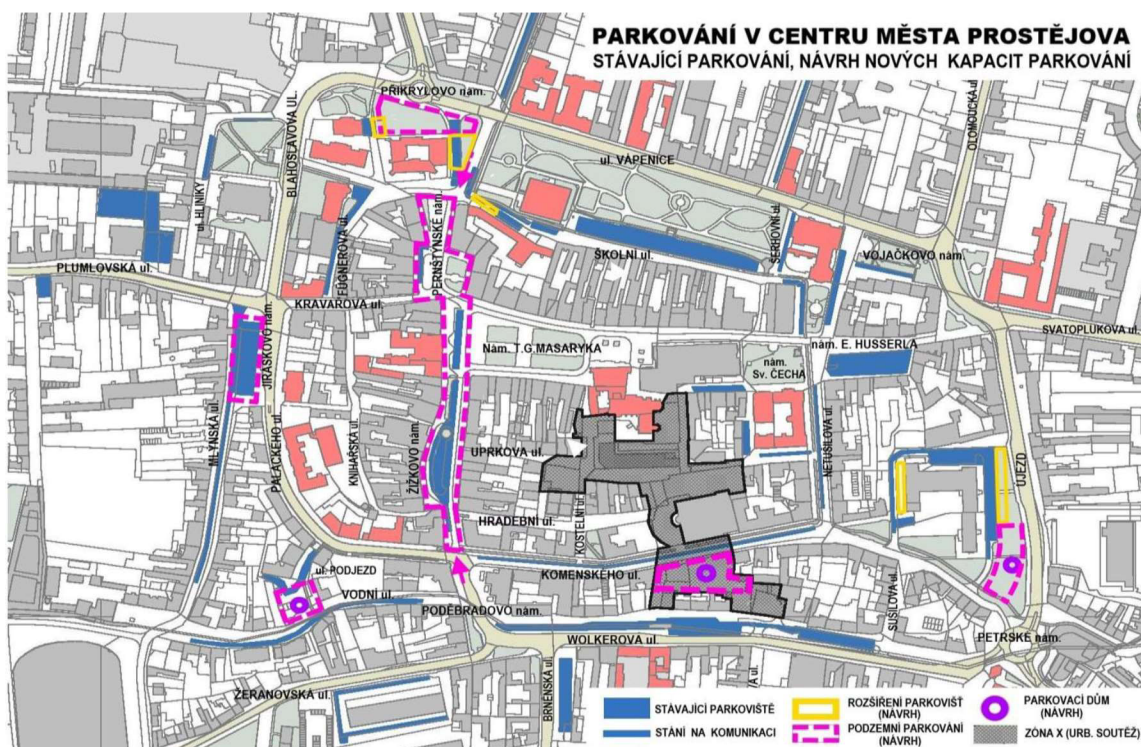 PARKOVÁNÍ V CENTRU MĚSTA PROSTĚJOVA
STÁVAJÍCÍ PARKOVÁNÍ, NÁVRH NOVÝCH KAPACIT PARKOVÁNÍ
PŘIKRYLOVO nám.
OLOMOUCKÁ ul.
BLAHOSLAVOVA UL.
ul. VÁPENICE
ul. HLINÍKY
FÜGNEROVA ul.
PERNŠTÝNSKÉ nám.
ŠKOLNÍ ul.
ŠERHOVNÍ ul.
VOJÁČKOVO nám.
PLUMLOVSKÁ ul.
KRAVAROVA ul.
SVATOPLUKOVA ul.
JIRÁSKOVO nám.
Nám. T.G.MASARYKA
nám. E. HUSSERLA
nám.
Sv. ČECHA
MLÝNSKÁ ul.
PALACKÉHO ul.
KNIHAŘSKÁ ul.
ŽIŽKOVO nám.
UPRKOVA ul.
NETUŠILOVA ul.
ÚJEZD
HRADEBNÍ ul.
KOSTELNÍ ul.
ul. PODJEZD
KOMENSKÉHO ul.
VODNÍ ul.
PODĚBRADOVO nám.
SUŠILOVA ul.
WOLKEROVA ul.
PETRSKÉ nám.
ŽERANOVSKÁ ul.
BRNĚNSKÁ ul.
STÁVAJÍCÍ PARKOVIŠTĚ
STÁNÍ NA KOMUNIKACI
ROZŠÍŘENÍ PARKOVIŠŤ
(NÁVRH)
PODZEMNÍ PARKOVÁNÍ
(NÁVRH)
PARKOVACÍ DŮM
(NÁVRH)
ZÓNA X (URB. SOUTĚŽ)